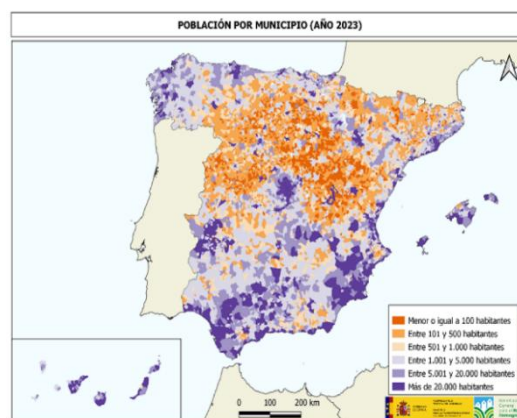 POBLACIÓN POR MUNICIPIO (AÑO 2023)
Menor o igual a 100 habitantes
Entre 101 y 500 habitantes
Entre 501 y 1.000 habitantes
Entre 1.001 y 5.000 habitantes
Entre 5.001 y 20.000 habitantes
Más de 20.000 habitantes
0 100 200 km